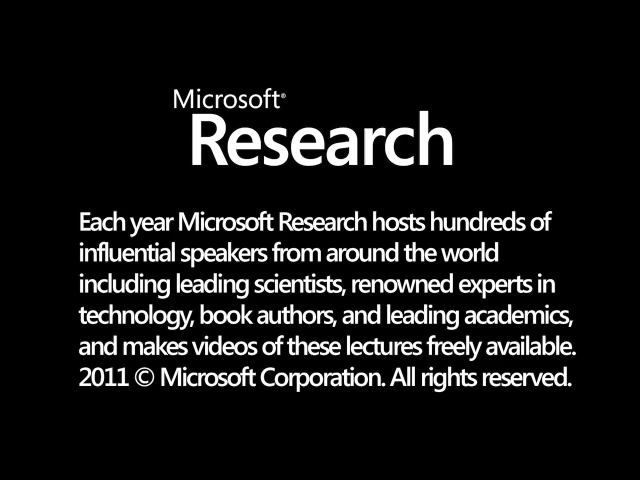 Microsoft®
Research
Each year Microsoft Research hosts hundreds of
influential speakers from around the world
including leading scientists, renowned experts in
technology, book authors, and leading academics,
and makes videos of these lectures freely available.
2011 © Microsoft Corporation. All rights reserved.